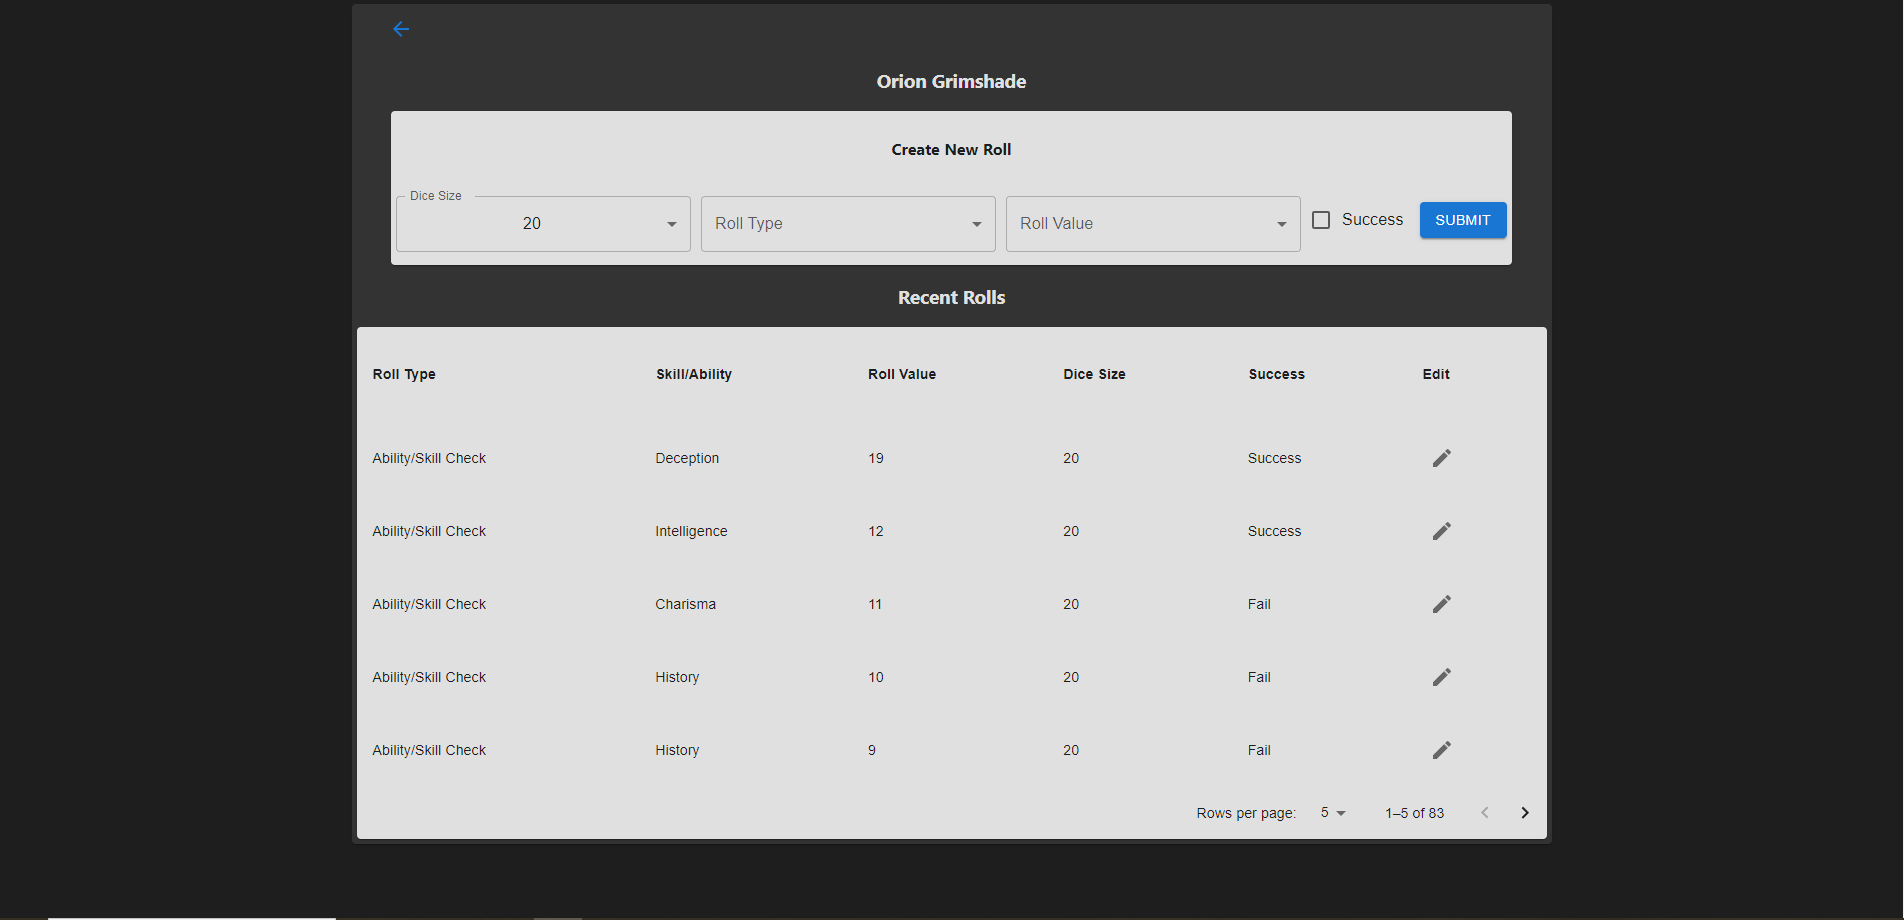 Orion Grimshade
Create New Roll
Dice Size
20 Roll Type Roll Value Success SUBMIT
Recent Rolls
Roll Type Skill/Ability Roll Value Dice Size Success Edit
Ability/Skill Check Deception 19 20 Success
Ability/Skill Check Intelligence 12 20 Success
Ability/Skill Check Charisma 11 20 Fail
Ability/Skill Check History 10 20 Fail
Ability/Skill Check History 9 20 Fail
Rows per page: 5 1–5 of 83